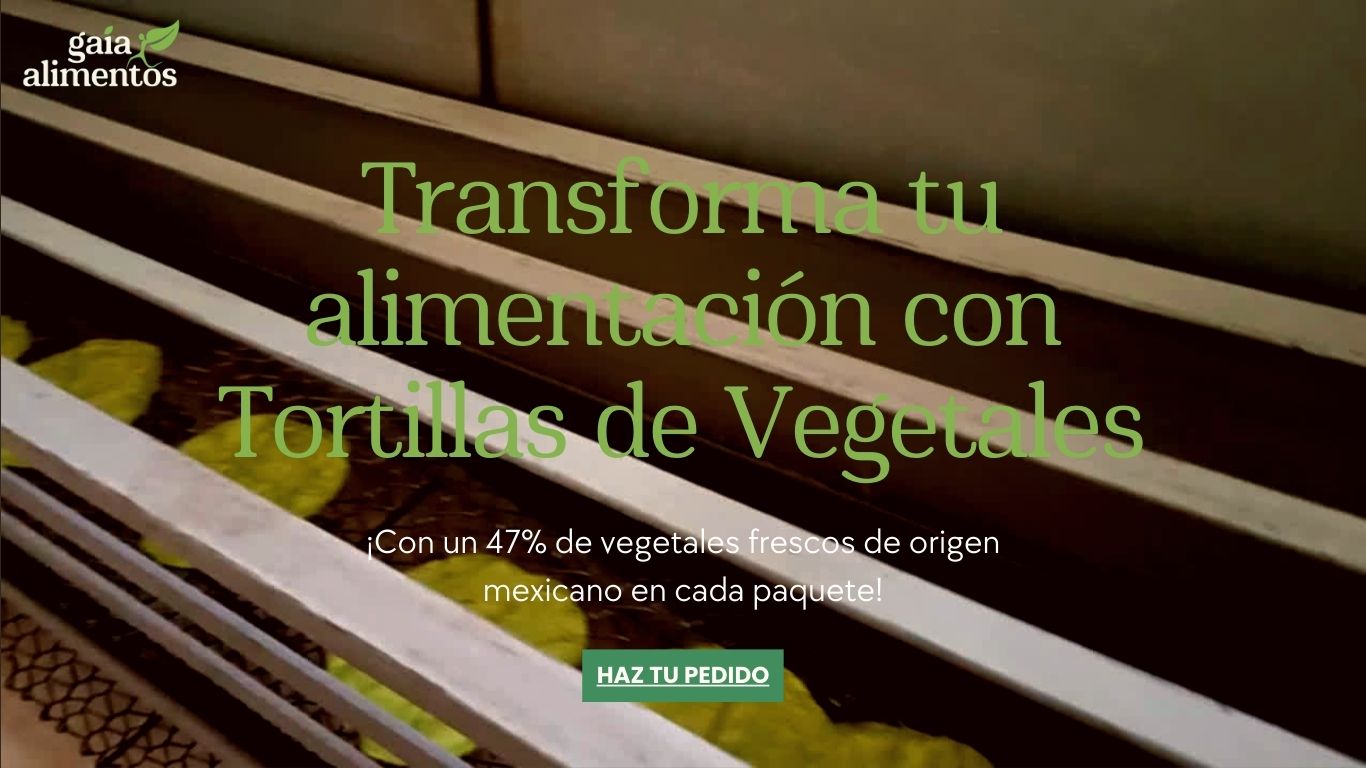 gaia
alimentos
Transforma tu
alimentación con
Tortillas de Vegetales
¡Con un 47% de vegetales frescos de origen
mexicano en cada paquete!
HAZ TU PEDIDO